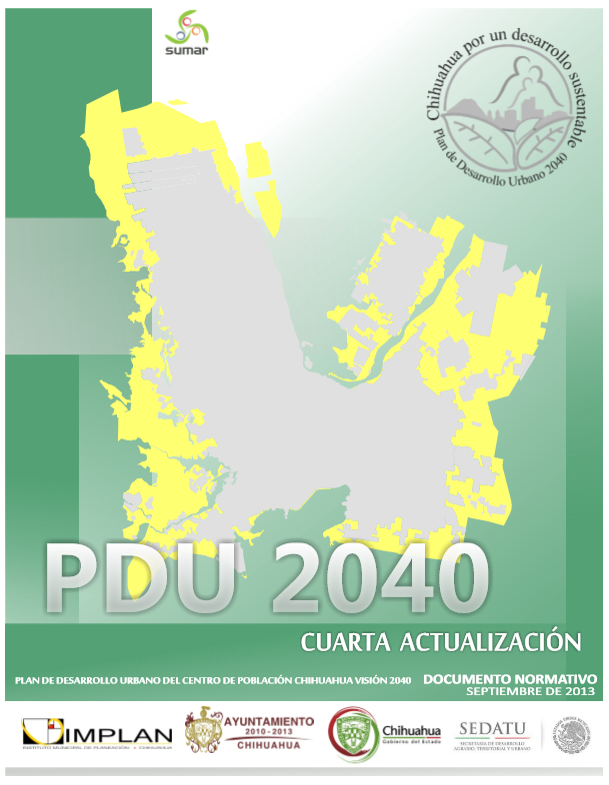 sumar
Chihuahua por un desarrollo sustentable
Plan de Desarrollo Urbano 2040
PDU 2040
CUARTA ACTUALIZACIÓN
PLAN DE DESARROLLO URBANO DEL CENTRO DE POBLACIÓN CHIHUAHUA VISIÓN 2040 DOCUMENTO NORMATIVO
SEPTIEMBRE DE 2013
IMPLAN
INSTITUTO MUNICIPAL DE PLANEACIÓN • CHIHUAHUA
AYUNTAMIENTO
2010 - 2013
CHIHUAHUA
Chihuahua
Gobierno del Estado
SEDATU
SECRETARÍA DE DESARROLLO
AGRARIO, TERRITORIAL Y URBANO